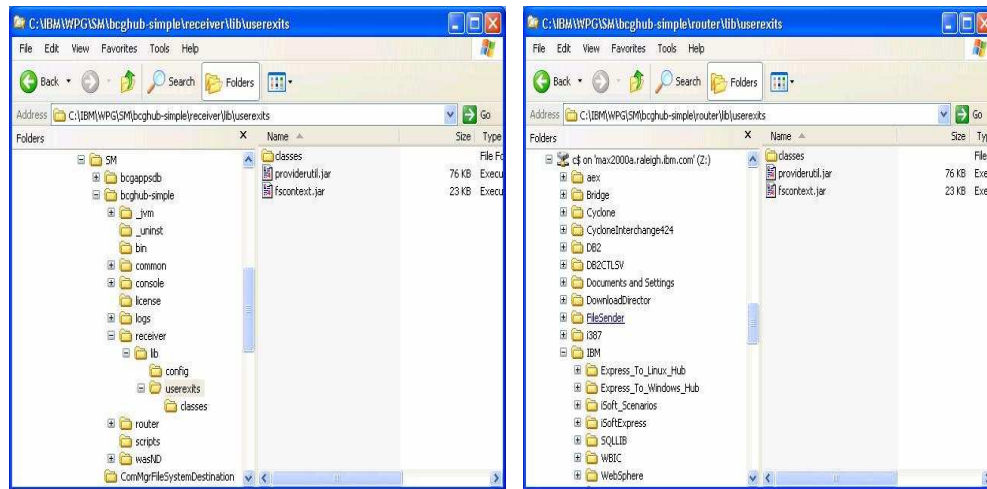 C:\IBM\WPG\SM\bcghub-simple\receiver\lib\userexits
File Edit View Favorites Tools Help
Back Search Folders
Address C:\IBM\WPG\SM\bcghub-simple\receiver\lib\userexits Go
Folders X Name Size Type
SM
bcgappsdb
bcghub-simple
_jvm
_uninst
bin
common
console
license
logs
receiver
lib
config
userexits
classes
router
scripts
wasND
ComMgrFileSystemDestination
classes File Fo
providerutil.jar 76 KB Execu
fscontext.jar 23 KB Execu
C:\IBM\WPG\SM\bcghub-simple\router\lib\userexits
File Edit View Favorites Tools Help
Back Search Folders
Address C:\IBM\WPG\SM\bcghub-simple\router\lib\userexits Go
Folders X Name Size Typ
c$ on 'max2000a.raleigh.ibm.com' (Z:)
aex
Bridge
Cyclone
CycloneInterchange424
DB2
DB2CTLSV
Documents and Settings
DownloadDirector
FileSender
i387
IBM
Express_To_Linux_Hub
Express_To_Windows_Hub
iSoft_Scenarios
iSoftExpress
SQLLIB
WBIC
WebSphere
classes File
providerutil.jar 76 KB Exe
fscontext.jar 23 KB Exe